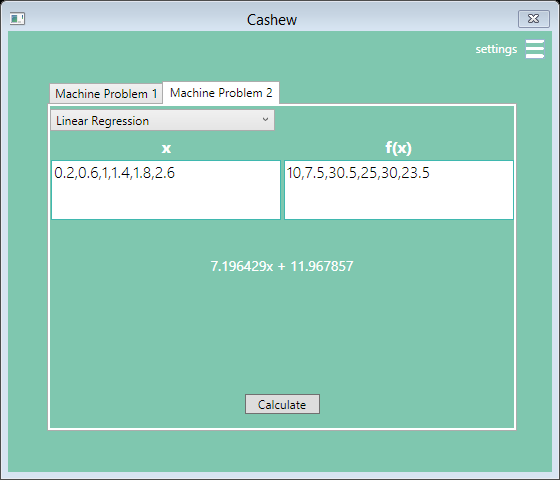 Cashew
settings
Machine Problem 1 Machine Problem 2
Linear Regression
x f(x)
0.2,0.6,1,1.4,1.8,2.6 10,7.5,30.5,25,30,23.5
7.196429x + 11.967857
Calculate